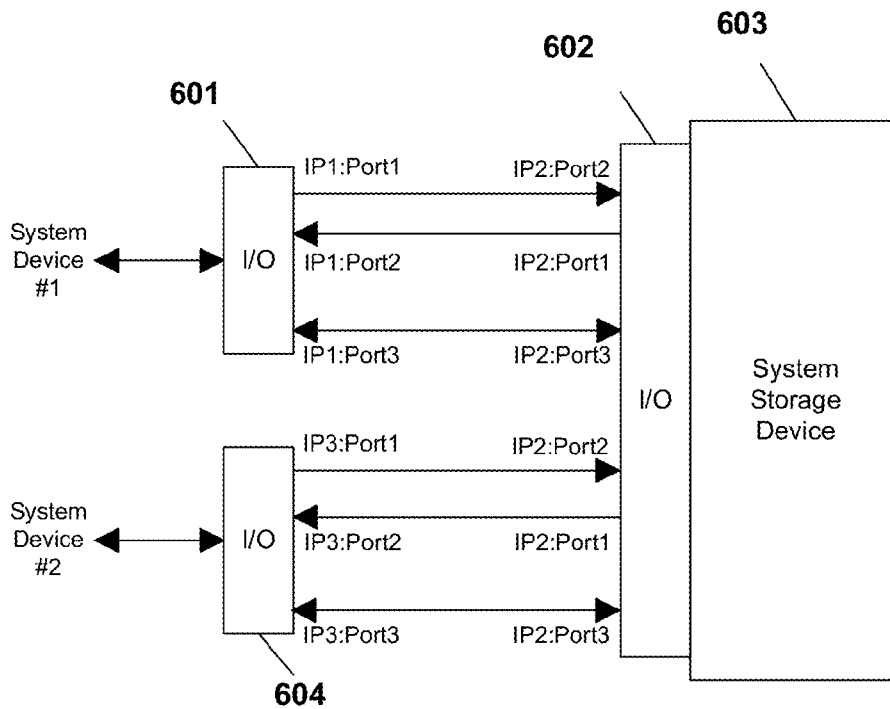 603
602
601
IP1:Port1 IP2:Port2
System
Device
#1
I/O
IP1:Port2 IP2:Port1
IP1:Port3 IP2:Port3
I/O
System
Storage
Device
IP3:Port1 IP2:Port2
System
Device
#2
I/O
IP3:Port2 IP2:Port1
IP3:Port3 IP2:Port3
604